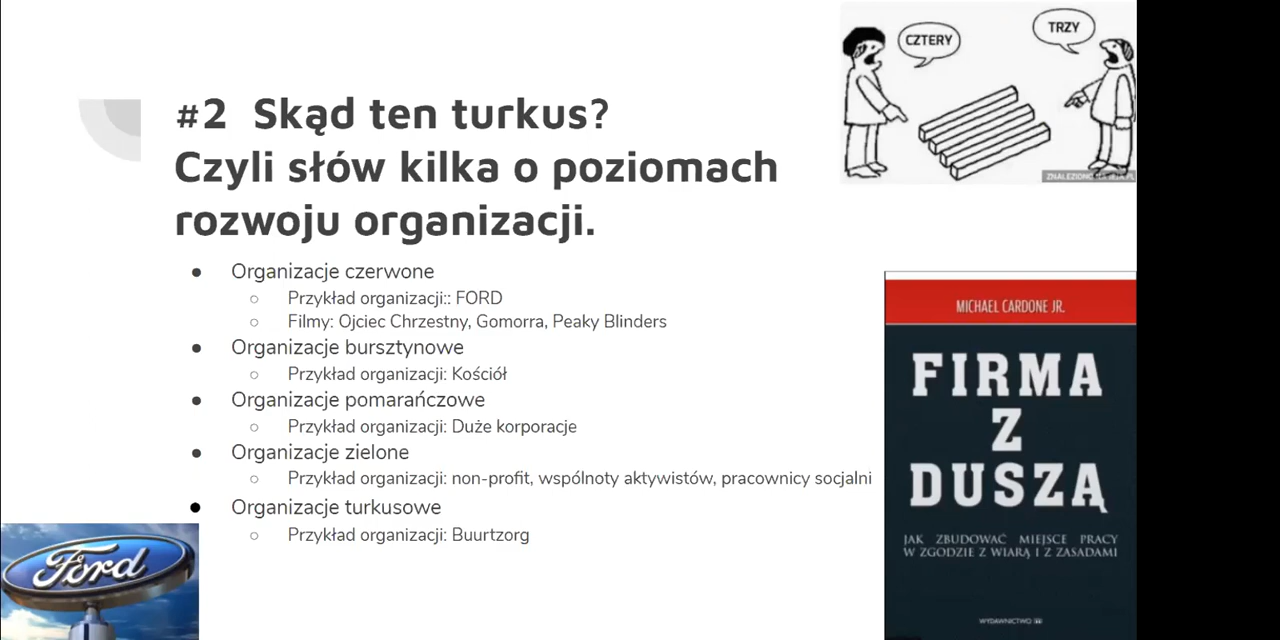 CZTERY
TRZY
#2 Skąd ten turkus?
Czyli słów kilka o poziomach
rozwoju organizacji.
● Organizacje czerwone
○ Przykład organizacji:: FORD
○ Filmy: Ojciec Chrzestny, Gomorra, Peaky Blinders
● Organizacje bursztynowe
○ Przykład organizacji: Kościół
● Organizacje pomarańczowe
○ Przykład organizacji: Duże korporacje
● Organizacje zielone
○ Przykład organizacji: non-profit, wspólnoty aktywistów, pracownicy socjalni
● Organizacje turkusowe
○ Przykład organizacji: Buurtzorg
Ford
MICHAEL CARDONE JR.
FIRMA
Z
DUSZĄ
JAK ZBUDOWAĆ MIEJSCE PRACY
W ZGODZIE Z WIARĄ I Z ZASADAMI
WYDAWNICTWO